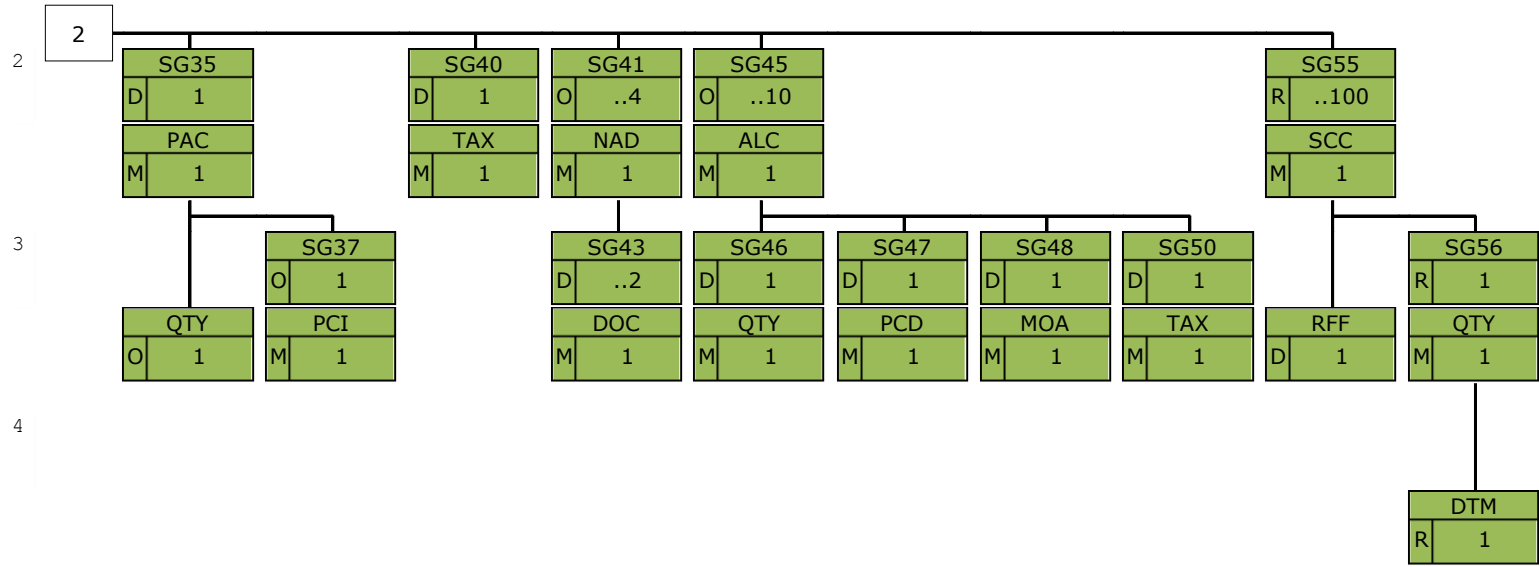 2
2
SG35 SG40 SG41 SG45 SG55
D 1 D 1 O ..4 O ..10 R ..100
PAC TAX NAD ALC SCC
M 1 M 1 M 1 M 1 M 1
3
SG37 SG43 SG46 SG47 SG48 SG50 SG56
O 1 D ..2 D 1 D 1 D 1 D 1 R 1
QTY PCI DOC QTY PCD MOA TAX RFF QTY
O 1 M 1 M 1 M 1 M 1 M 1 M 1 D 1 M 1
4
DTM
R 1